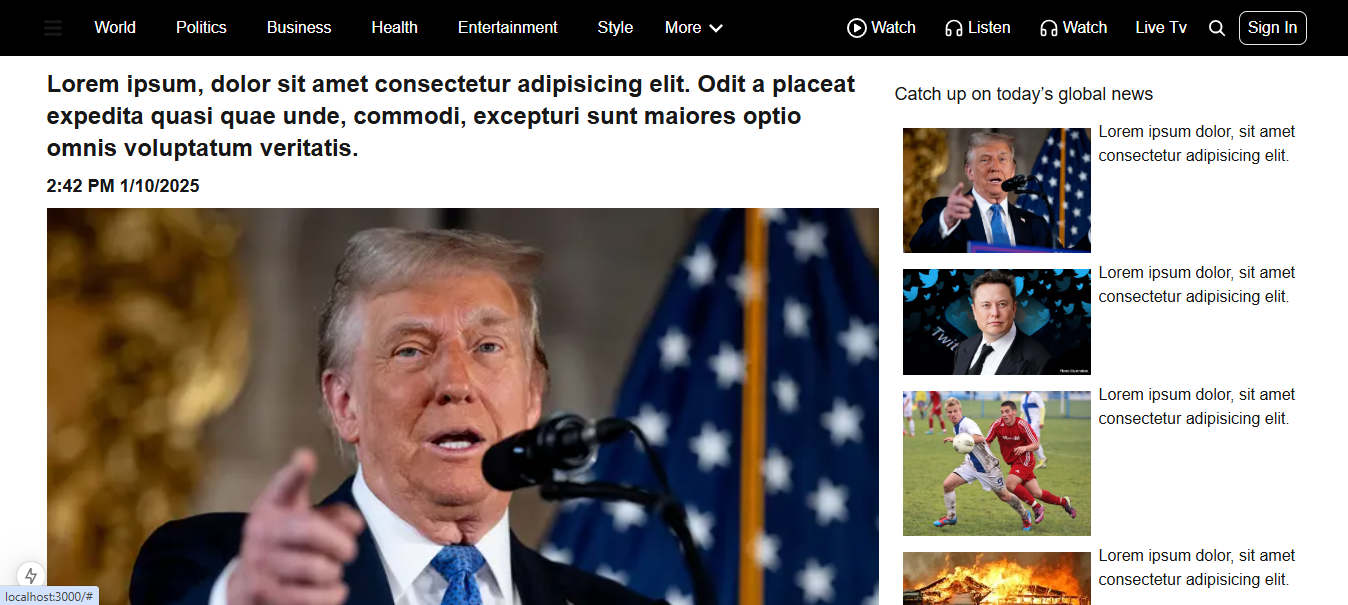 World Politics Business Health Entertainment Style More Watch Listen Watch Live Tv Sign In
Lorem ipsum, dolor sit amet consectetur adipisicing elit. Odit a placeat
expedita quasi quae unde, commodi, excepturi sunt maiores optio
omnis voluptatum veritatis.
2:42 PM 1/10/2025
Catch up on today’s global news
Lorem ipsum dolor, sit amet
consectetur adipisicing elit.
Lorem ipsum dolor, sit amet
consectetur adipisicing elit.
Lorem ipsum dolor, sit amet
consectetur adipisicing elit.
Lorem ipsum dolor, sit amet
consectetur adipisicing elit.
localhost:3000/#